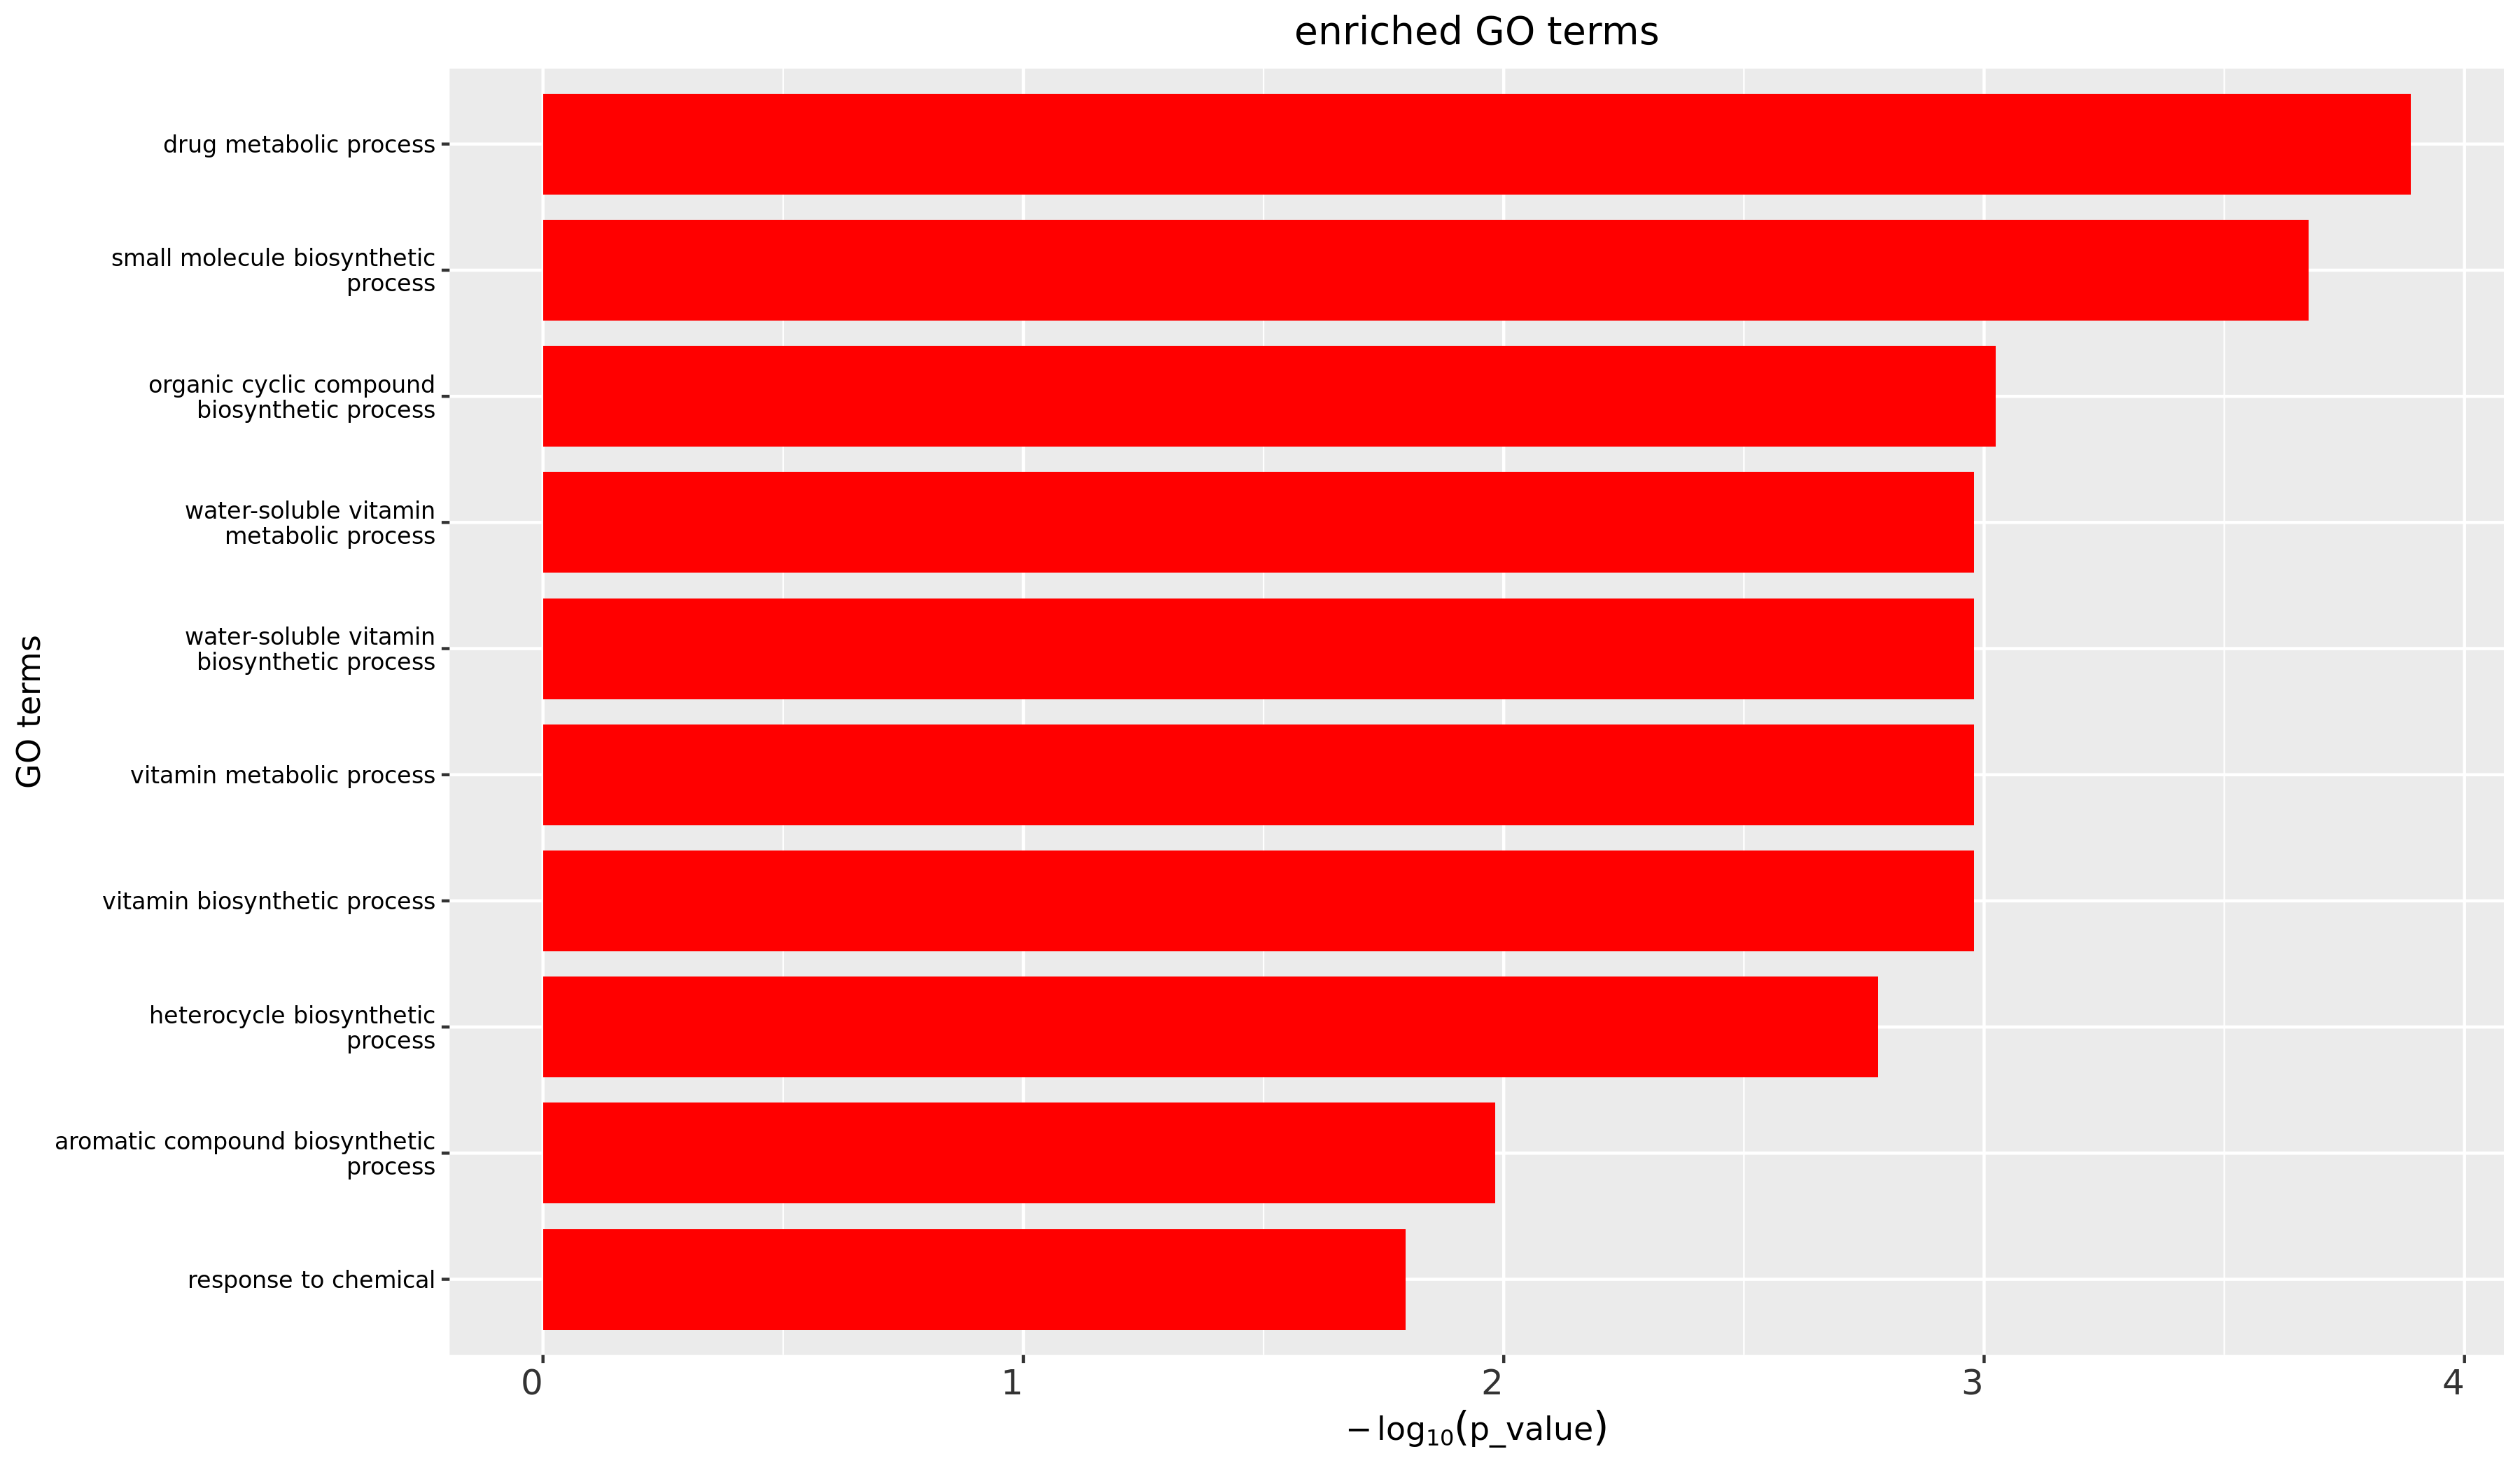 enriched GO terms
GO terms
drug metabolic process
small molecule biosynthetic
process
organic cyclic compound
biosynthetic process
water-soluble vitamin
metabolic process
water-soluble vitamin
biosynthetic process
vitamin metabolic process
vitamin biosynthetic process
heterocycle biosynthetic
process
aromatic compound biosynthetic
process
response to chemical
0 1 2 3 4
−log₁₀(p_value)